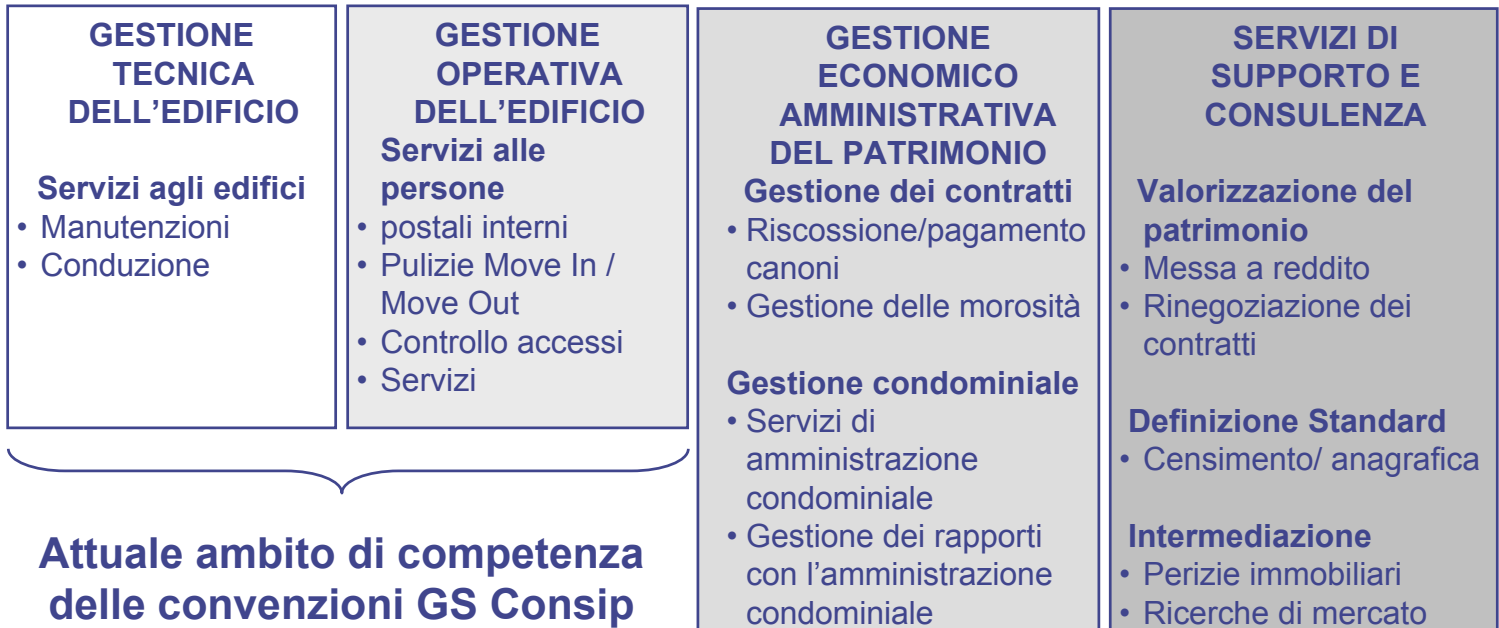 GESTIONE
TECNICA
DELL’EDIFICIO
Servizi agli edifici
• Manutenzioni
• Conduzione
GESTIONE
OPERATIVA
DELL’EDIFICIO
Servizi alle
persone
• postali interni
• Pulizie Move In /
Move Out
• Controllo accessi
• Servizi
Attuale ambito di competenza
delle convenzioni GS Consip
GESTIONE
ECONOMICO
AMMINISTRATIVA
DEL PATRIMONIO
Gestione dei contratti
• Riscossione/pagamento
canoni
• Gestione delle morosità
Gestione condominiale
• Servizi di
amministrazione
condominiale
• Gestione dei rapporti
con l’amministrazione
condominiale
SERVIZI DI
SUPPORTO E
CONSULENZA
Valorizzazione del
patrimonio
• Messa a reddito
• Rinegoziazione dei
contratti
Definizione Standard
• Censimento/ anagrafica
Intermediazione
• Perizie immobiliari
• Ricerche di mercato